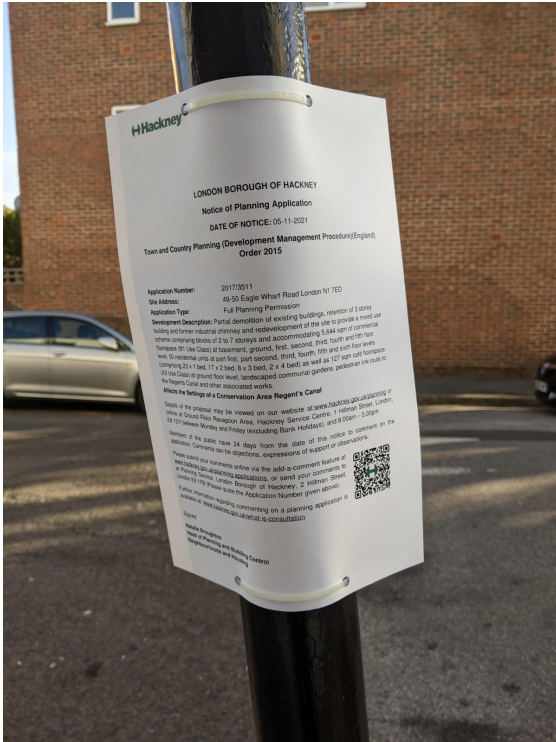 Hackney
LONDON BOROUGH OF HACKNEY
Notice of Planning Application
DATE OF NOTICE: 05-11-2021
Town and Country Planning (Development Management Procedure)(England)
Order 2015
Application Number: 2017/3511
Site Address: 49-50 Eagle Wharf Road London N1 7ED
Application Type: Full Planning Permission
Development Description: Partial demolition of existing buildings, retention of 3 storey
building and former industrial chimney and redevelopment of the site to provide a mixed use
scheme comprising blocks of 2 to 7 storeys and accommodating 5,644 sqm of commercial
floorspace (B1 Use Class) at basement, ground, first, second, third, fourth and fifth floor
level, 50 residential units at part first, part second, third, fourth, fifth and sixth floor levels
(comprising 23 x 1 bed, 17 x 2 bed, 8 x 3 bed, 2 x 4 bed) as well as 127 sqm café floorspace
(A3 Use Class) at ground floor level, landscaped communal gardens, pedestrian link route to
the Regents Canal and other associated works.
Affects the Settings of a Conservation Area Regent's Canal
Details of the proposal may be viewed on our website at:www.hackney.gov.uk/planning or
online at Ground Floor Reception Area, Hackney Service Centre, 1 Hillman Street, London,
E8 1DY between Monday and Friday (excluding Bank Holidays), and 9.00am - 5.00pm.
Members of the public have 24 days from the date of this notice to comment on the
application. Comments can be objections, expressions of support or observations.
Please submit your comments online via the add-a-comment feature at
www.hackney.gov.uk/planning applications, or send your comments to
at Planning Service, London Borough of Hackney, 2 Hillman Street,
London E8 1FB (Please quote the Application Number given above).
Further information regarding commenting on a planning application is
available at: www.hackney.gov.uk/what-is-consultation
Signed
Natalie Broughton
Head of Planning and Building Control
Neighbourhoods and Housing